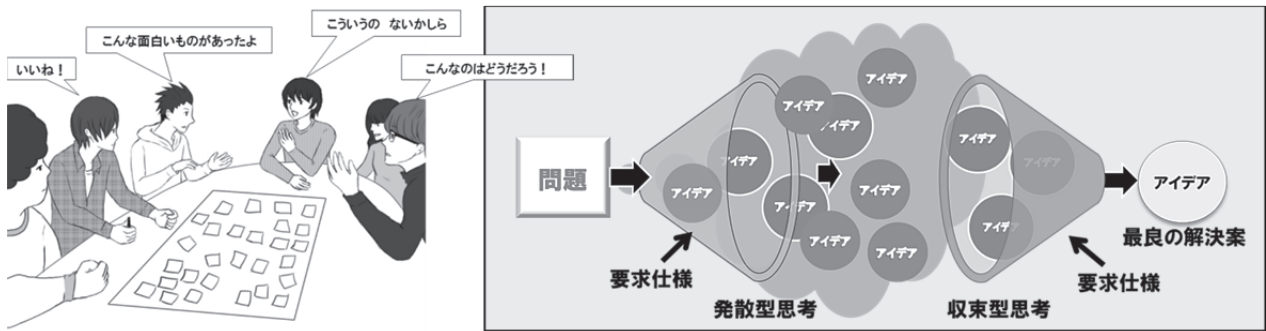 いいね！
こんな面白いものがあったよ
こういうの ないかしら
こんなのはどうだろう！
問題
アイデア
アイデア
アイデア
アイデア
アイデア
アイデア
アイデア
アイデア
アイデア
アイデア
アイデア
アイデア
アイデア
最良の解決案
要求仕様
発散型思考
収束型思考
要求仕様